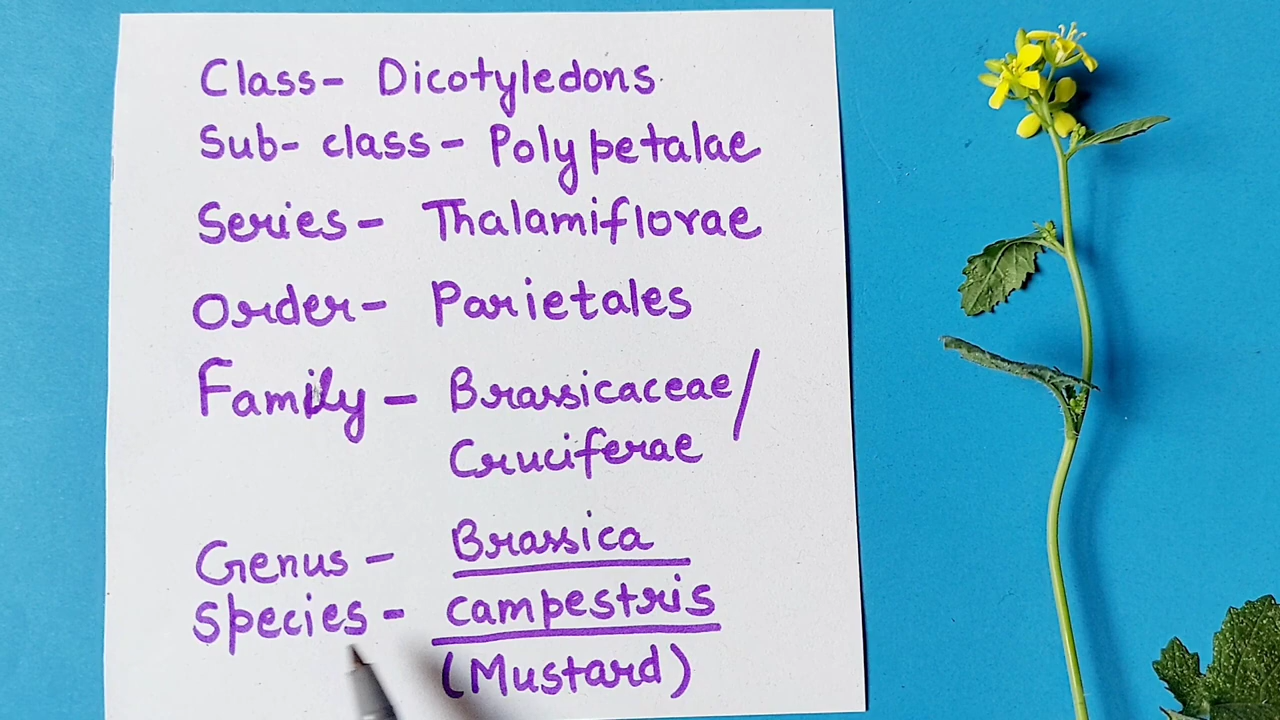 Class- Dicotyledons
Sub-class- Polypetalae
Series- Thalamiflorae
Order- Parietales
Family- Brassicaceae/
Cruciferae
Genus- Brassica
Species- campestris
(Mustard)